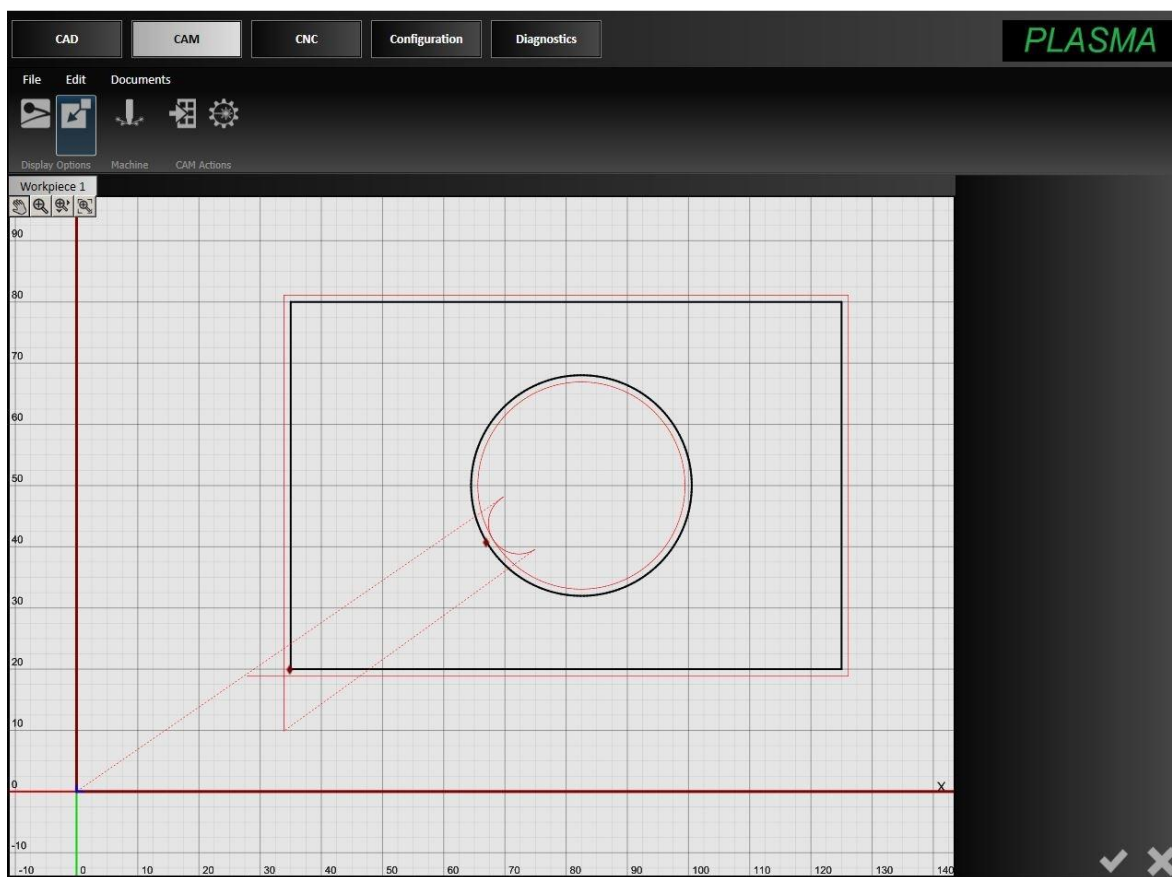 CAD CAM CNC Configuration Diagnostics PLASMA
File Edit Documents
Display Options Machine CAM Actions
Workpiece 1
90
80
70
60
50
40
30
20
10
0 X
-10
-10 0 10 20 30 40 50 60 70 80 90 100 110 120 130 140